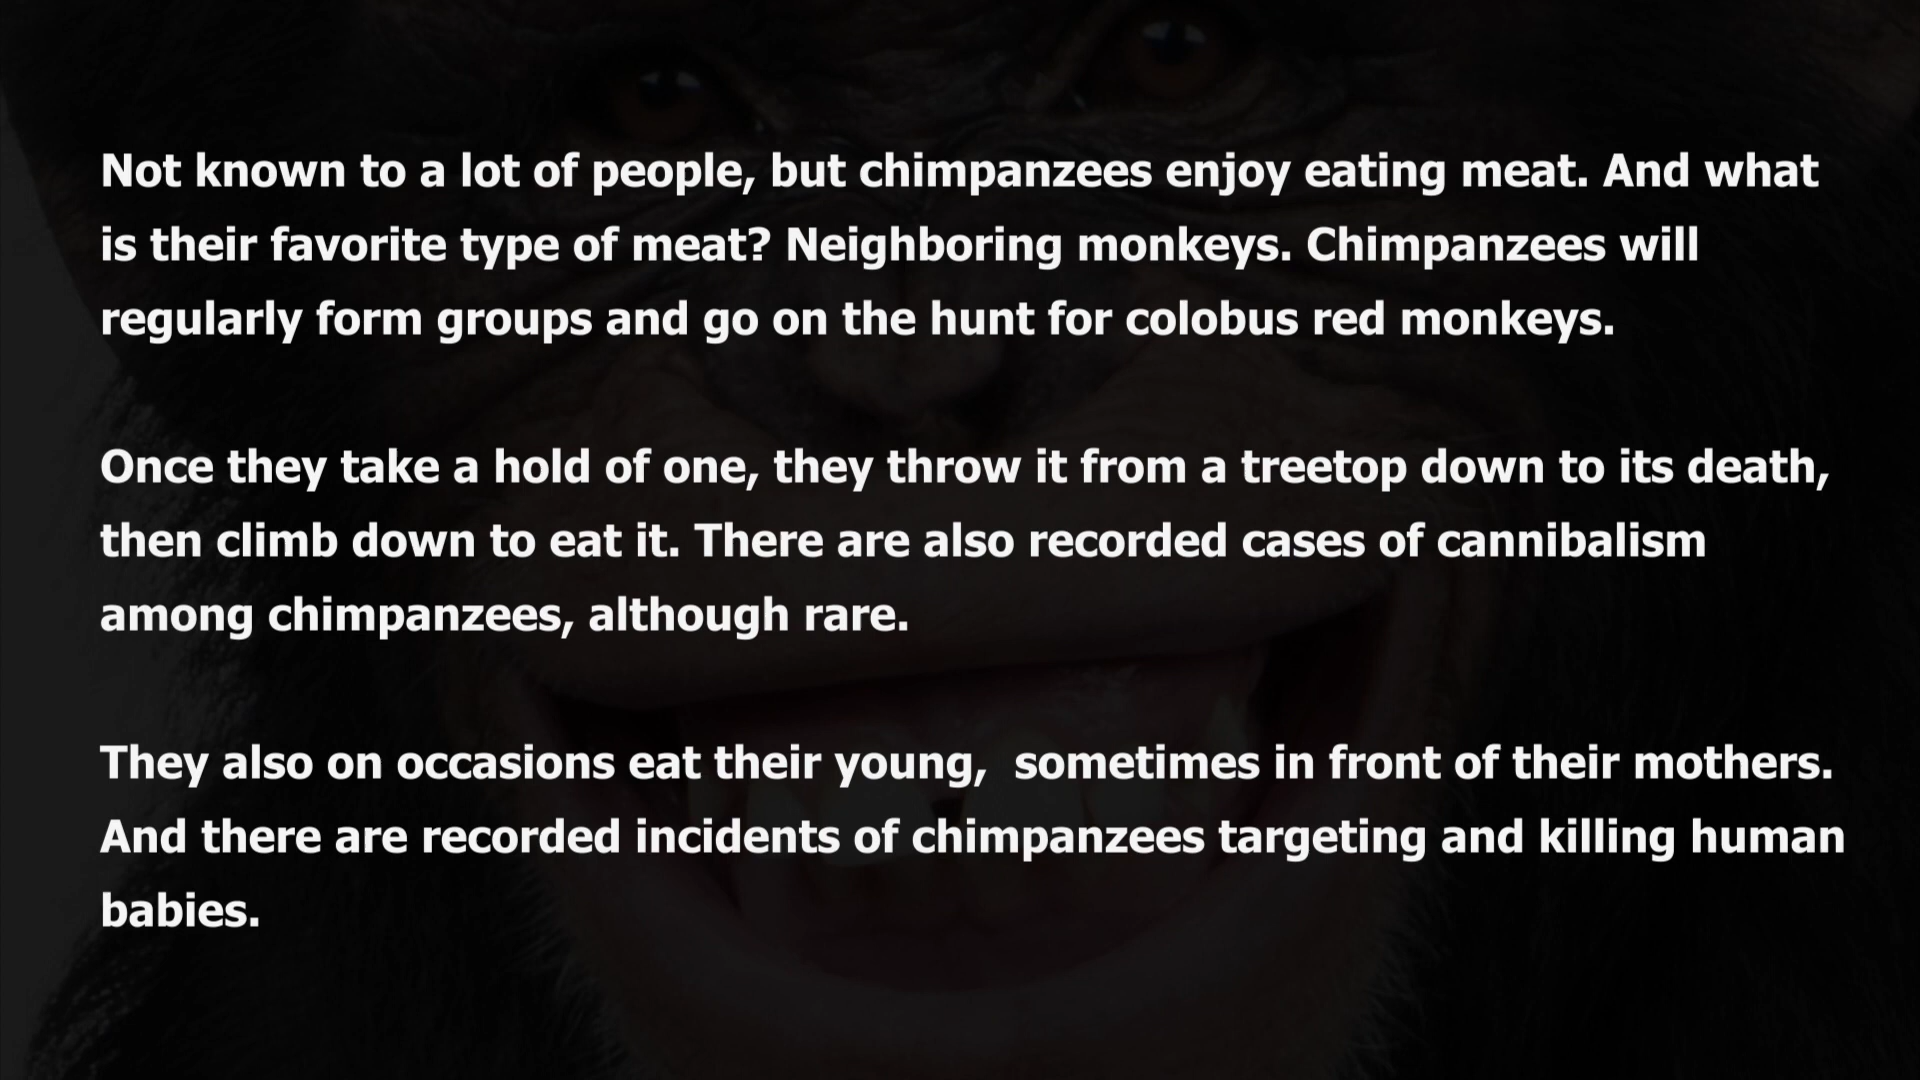 Not known to a lot of people, but chimpanzees enjoy eating meat. And what
is their favorite type of meat? Neighboring monkeys. Chimpanzees will
regularly form groups and go on the hunt for colobus red monkeys.
Once they take a hold of one, they throw it from a treetop down to its death,
then climb down to eat it. There are also recorded cases of cannibalism
among chimpanzees, although rare.
They also on occasions eat their young,  sometimes in front of their mothers.
And there are recorded incidents of chimpanzees targeting and killing human
babies.